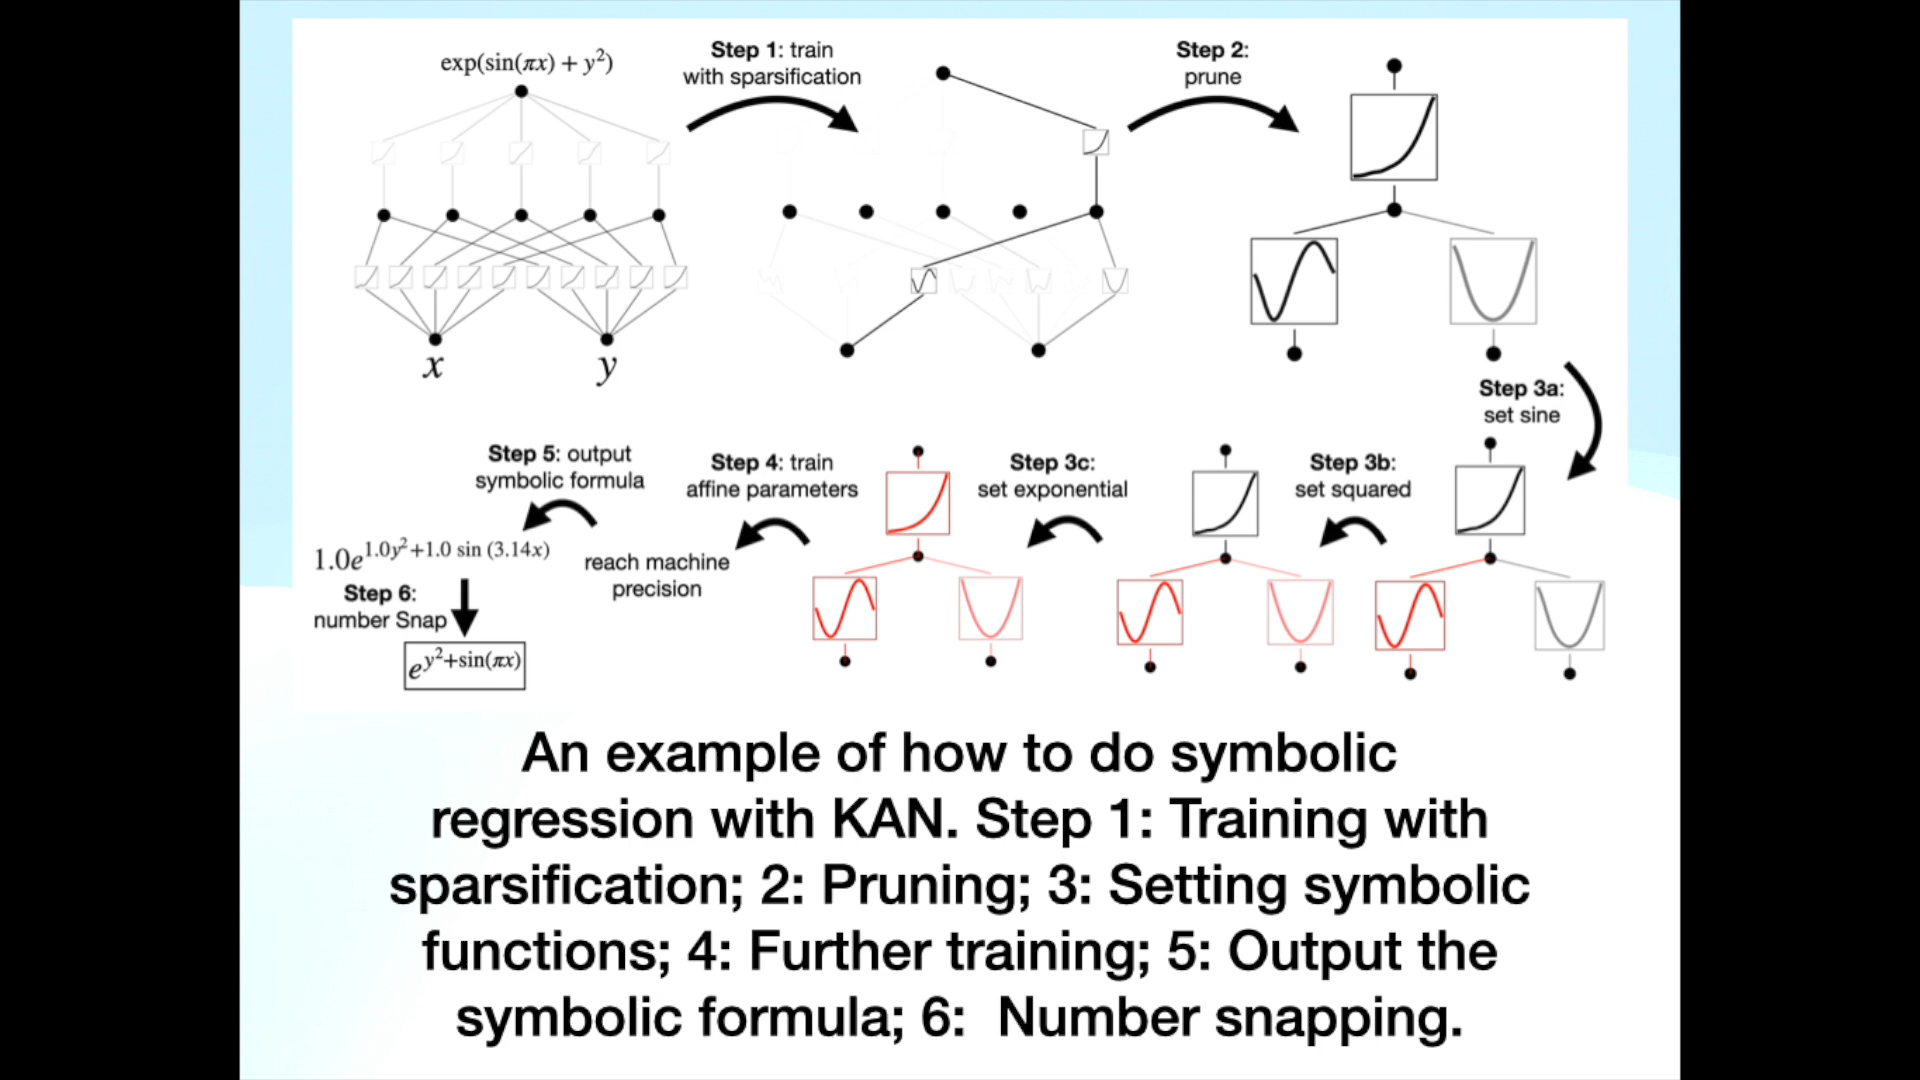 exp(sin(πx) + y²)
Step 1: train
with sparsification
Step 2:
prune
x
y
Step 3a:
set sine
Step 3b:
set squared
Step 3c:
set exponential
Step 4: train
affine parameters
reach machine
precision
Step 5: output
symbolic formula
1.0e^{1.0y²+1.0 sin (3.14x)}
Step 6:
number Snap
e^{y²+sin(πx)}
An example of how to do symbolic
regression with KAN. Step 1: Training with
sparsification; 2: Pruning; 3: Setting symbolic
functions; 4: Further training; 5: Output the
symbolic formula; 6:  Number snapping.